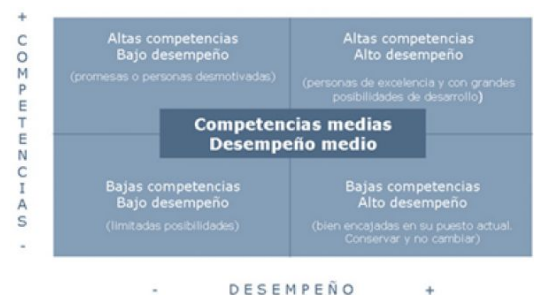 +
COMPETENCIAS
-
Altas competencias
Bajo desempeño
(promesas o personas desmotivadas)
Altas competencias
Alto desempeño
(personas de excelencia y con grandes
posibilidades de desarrollo)
Competencias medias
Desempeño medio
Bajas competencias
Bajo desempeño
(limitadas posibilidades)
Bajas competencias
Alto desempeño
(bien encajadas en su puesto actual.
Conservar y no cambiar)
- DESEMPEÑO +